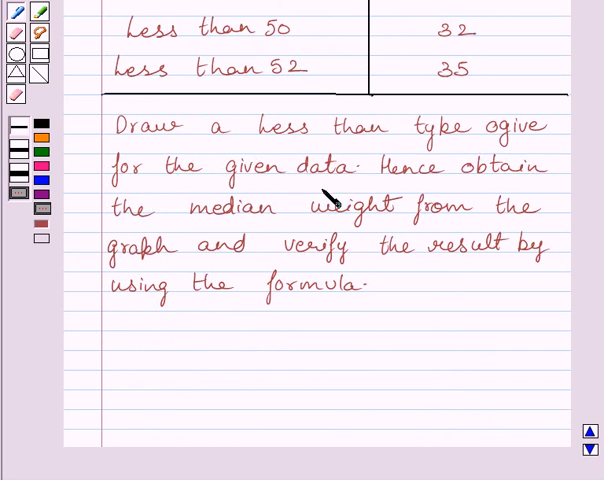 Less than 50 32
Less than 52 35
Draw a Less than type ogive
for the given data. Hence obtain
the median weight from the
graph and verify the result by
using the formula.